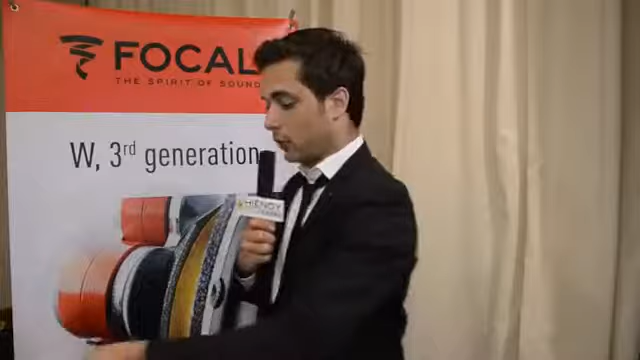 FOCAL
THE SPIRIT OF SOUND
W, 3rd generation